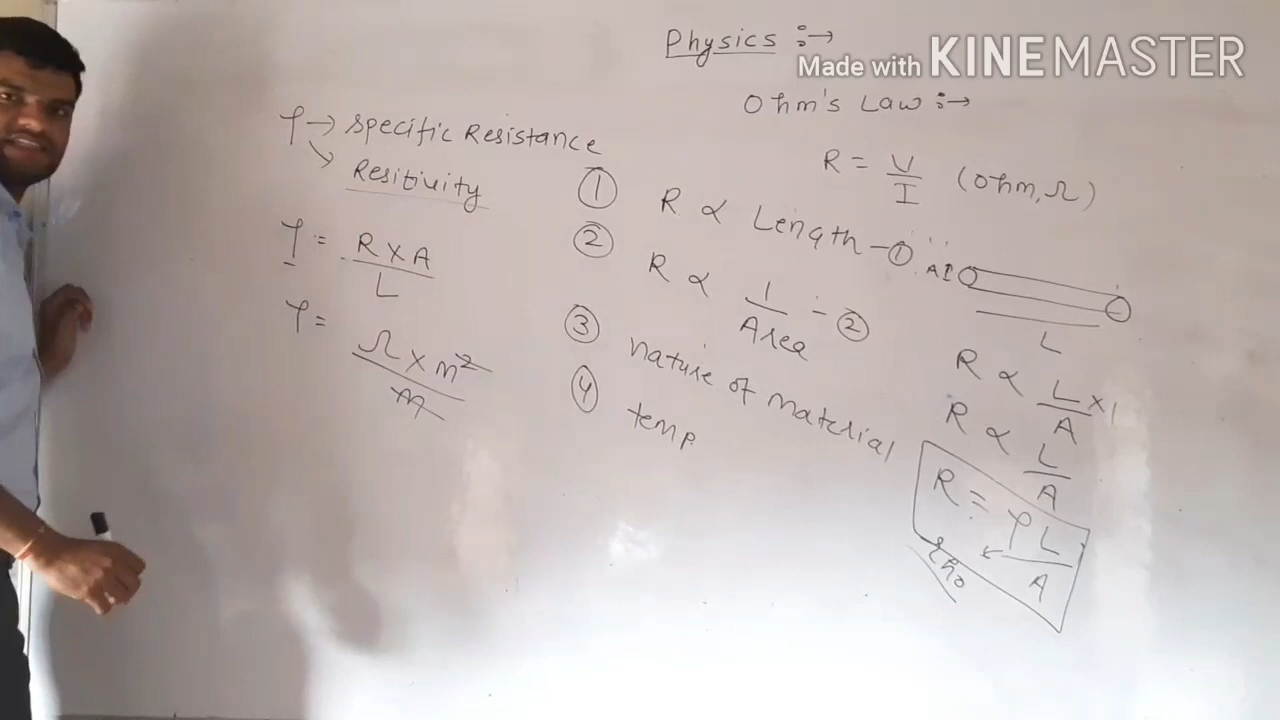 Physics :→
Made with KINEMASTER
Ohm's Law :→
R = V/I (ohm, Ω)
ρ → specific Resistance
↘ Resitivity
ρ = R×A/L
ρ = Ω×m²/m
① R ∝ Length –①
② R ∝ 1/Area –②
③ nature of material
④ temp.
A
L
R ∝ L/A ×1
R ∝ L/A
R = ρL/A
rho